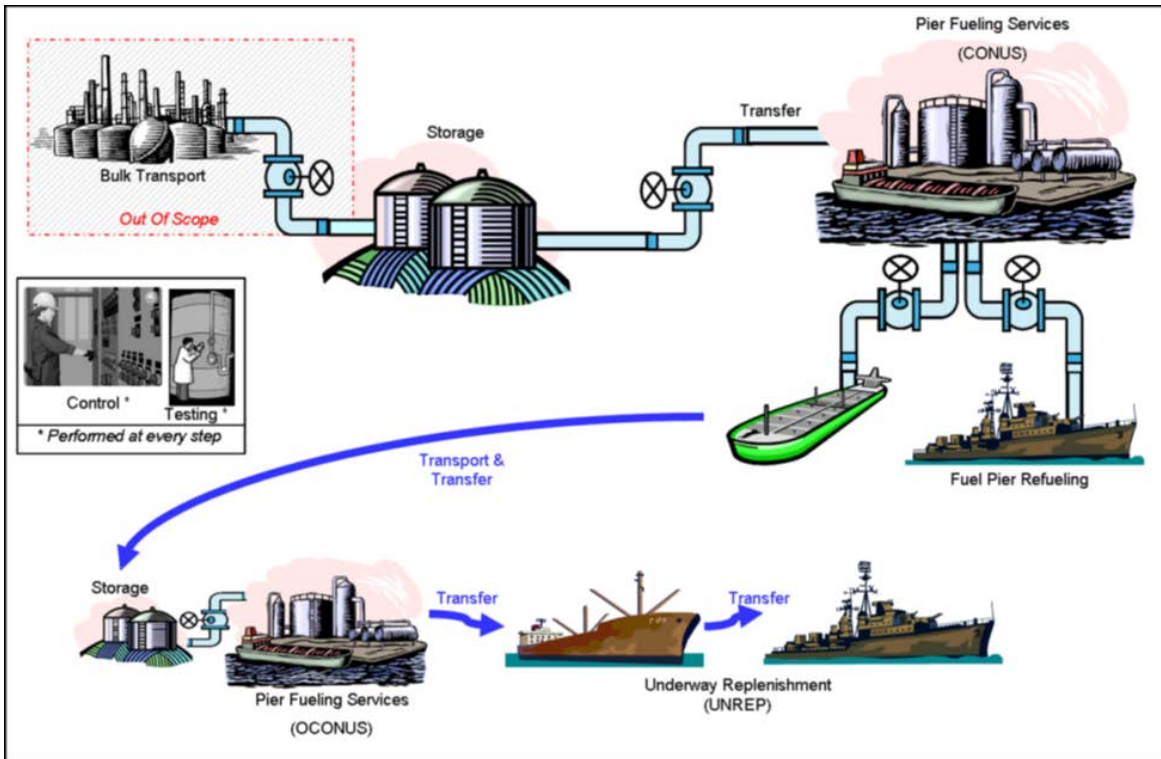 Pier Fueling Services
(CONUS)
Transfer
Storage
Bulk Transport
Out Of Scope
Control *
Testing *
* Performed at every step
Transport &
Transfer
Fuel Pier Refueling
Storage
Transfer
Transfer
Pier Fueling Services
(OCONUS)
Underway Replenishment
(UNREP)